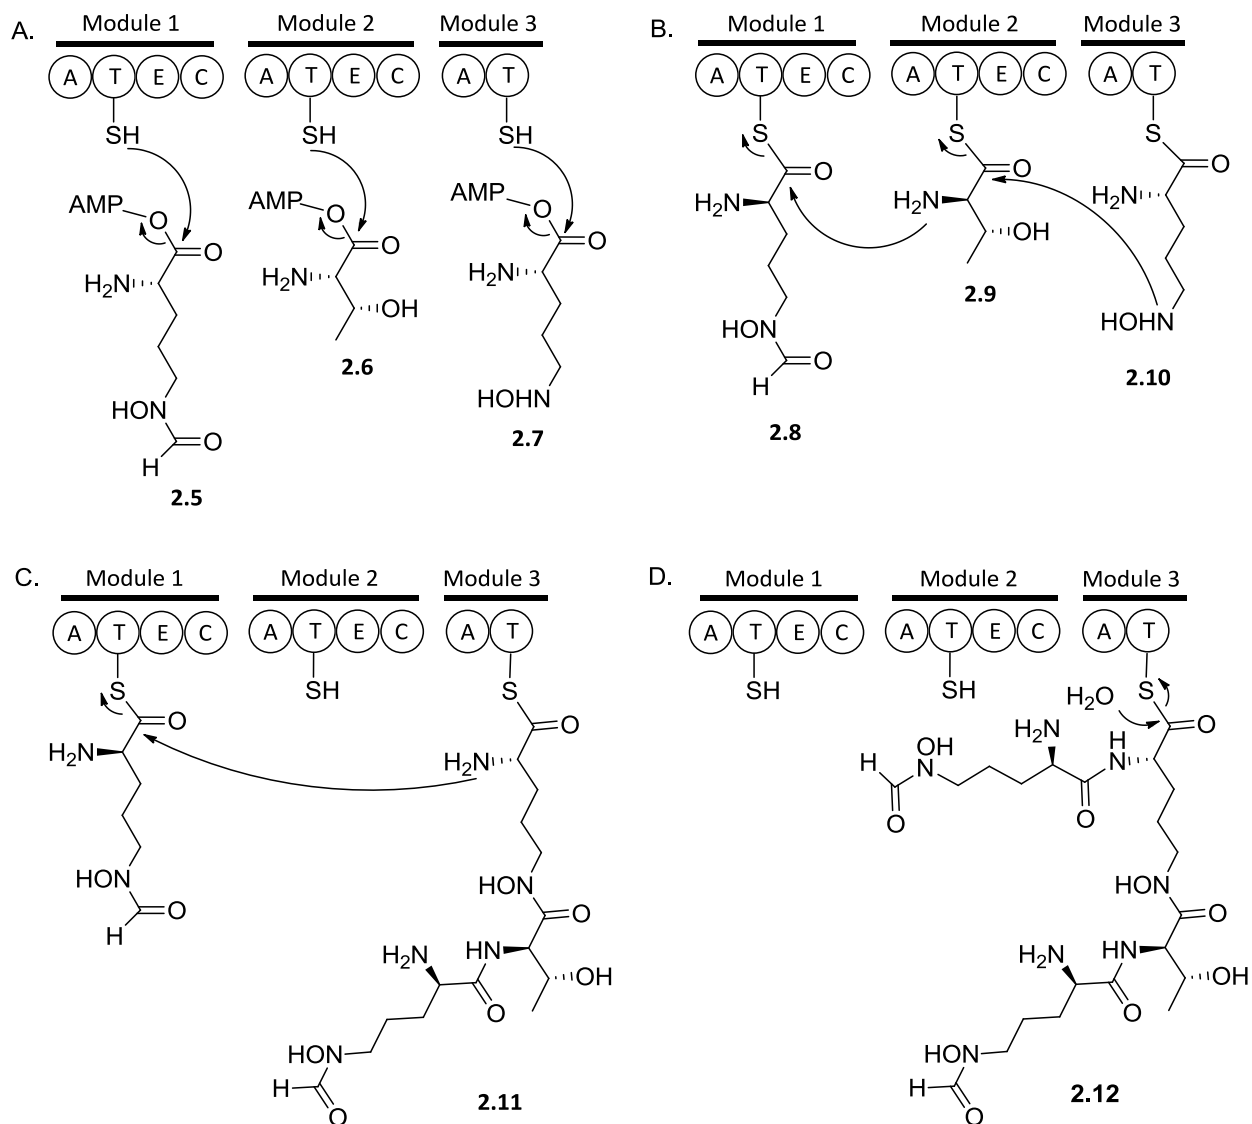 A.
Module 1 Module 2 Module 3
A T E C A T E C A T
SH SH SH
AMP O O H₂N HON H O
2.5
AMP O O H₂N OH
2.6
AMP O O H₂N HOHN
2.7
B.
Module 1 Module 2 Module 3
A T E C A T E C A T
S S S
O H₂N HON H O
2.8
O H₂N OH
2.9
O H₂N HOHN
2.10
C.
Module 1 Module 2 Module 3
A T E C A T E C A T
S SH S
O H₂N HON O H
O H₂N HON O
H₂N HN OH O
HON H O
2.11
D.
Module 1 Module 2 Module 3
A T E C A T E C A T
SH SH S
H₂O O
H OH N O H₂N O H N
HON O
H₂N HN OH O
HON H O
2.12